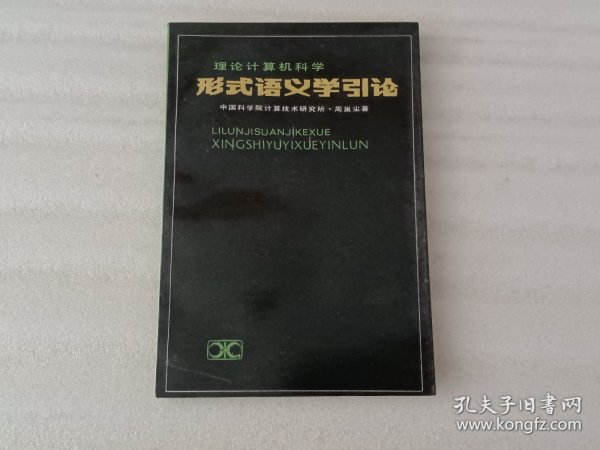 理论计算机科学
形式语义学引论
中国科学院计算技术研究所·周巢尘著
LILUNJISUANJIKEXUE
XINGSHIYUYIXUEYINLUN
孔夫子旧书网
www.kongfz.com